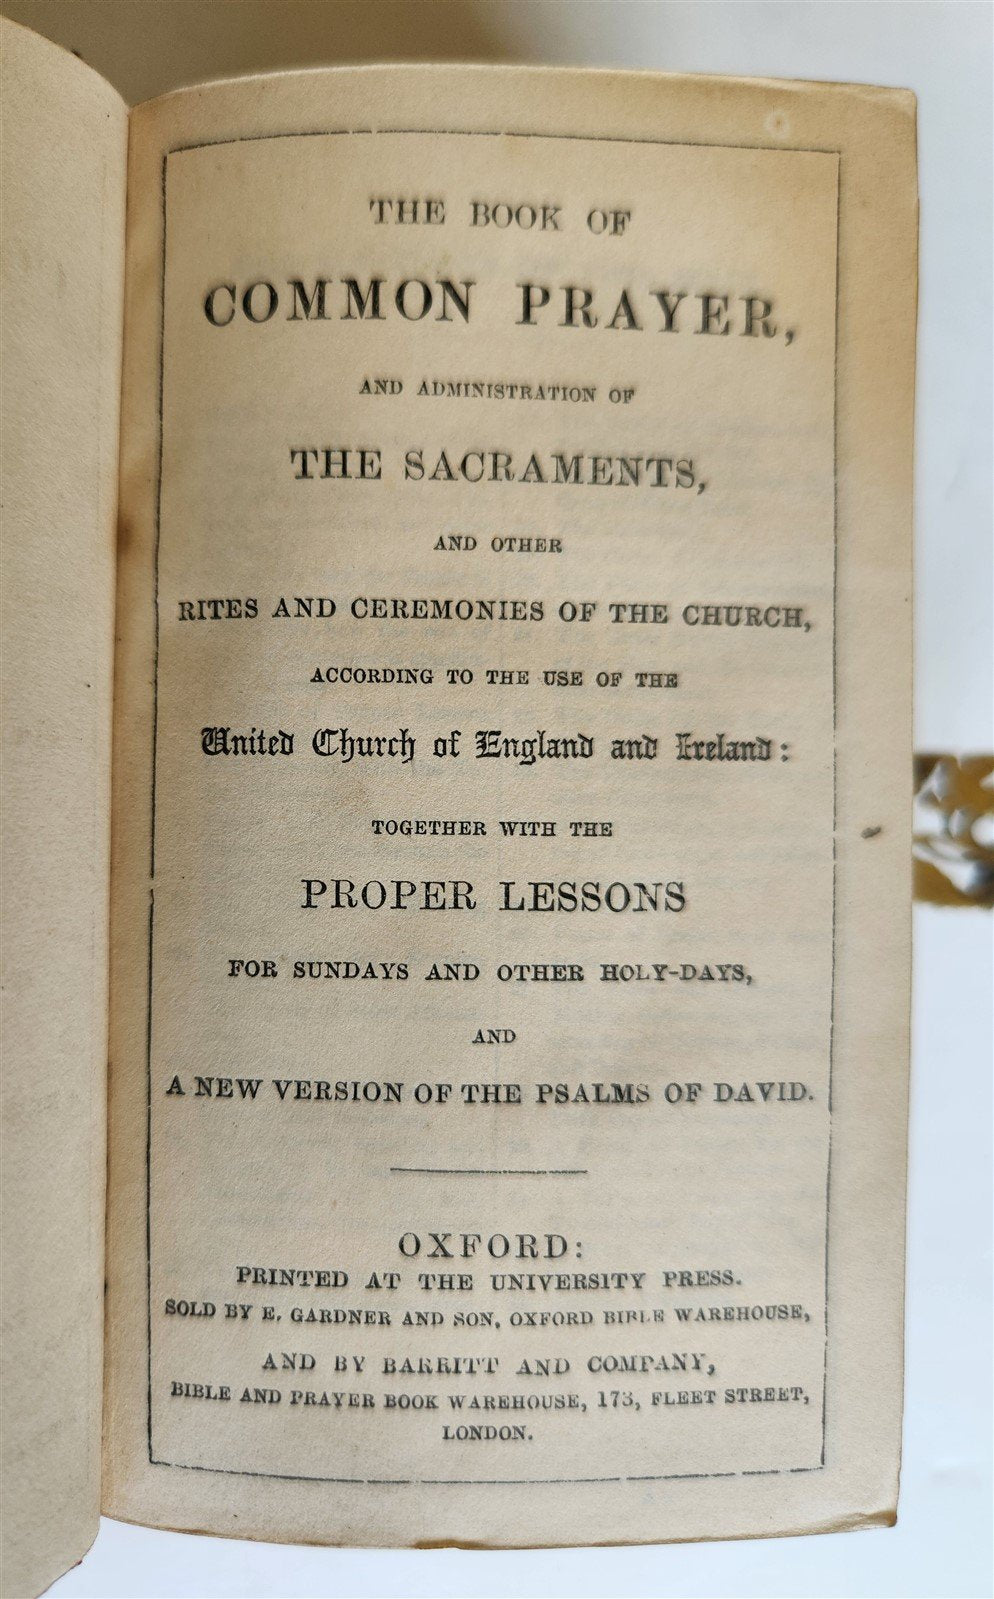 THE BOOK OF
COMMON PRAYER,
AND ADMINISTRATION OF
THE SACRAMENTS,
AND OTHER
RITES AND CEREMONIES OF THE CHURCH,
ACCORDING TO THE USE OF THE
United Church of England and Ireland:
TOGETHER WITH THE
PROPER LESSONS
FOR SUNDAYS AND OTHER HOLY-DAYS,
AND
A NEW VERSION OF THE PSALMS OF DAVID.
OXFORD:
PRINTED AT THE UNIVERSITY PRESS.
SOLD BY E. GARDNER AND SON, OXFORD BIBLE WAREHOUSE,
AND BY BARRITT AND COMPANY,
BIBLE AND PRAYER BOOK WAREHOUSE, 173, FLEET STREET,
LONDON.